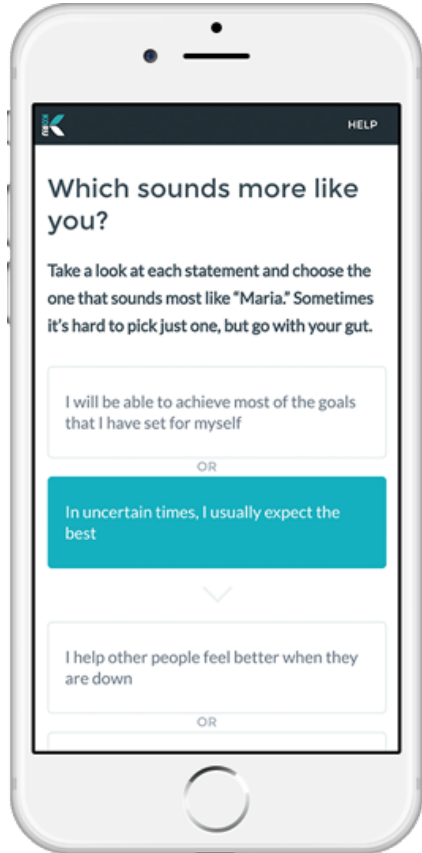 KORU
HELP
Which sounds more like
you?
Take a look at each statement and choose the
one that sounds most like “Maria.” Sometimes
it’s hard to pick just one, but go with your gut.
I will be able to achieve most of the goals
that I have set for myself
OR
In uncertain times, I usually expect the
best
I help other people feel better when they
are down
OR